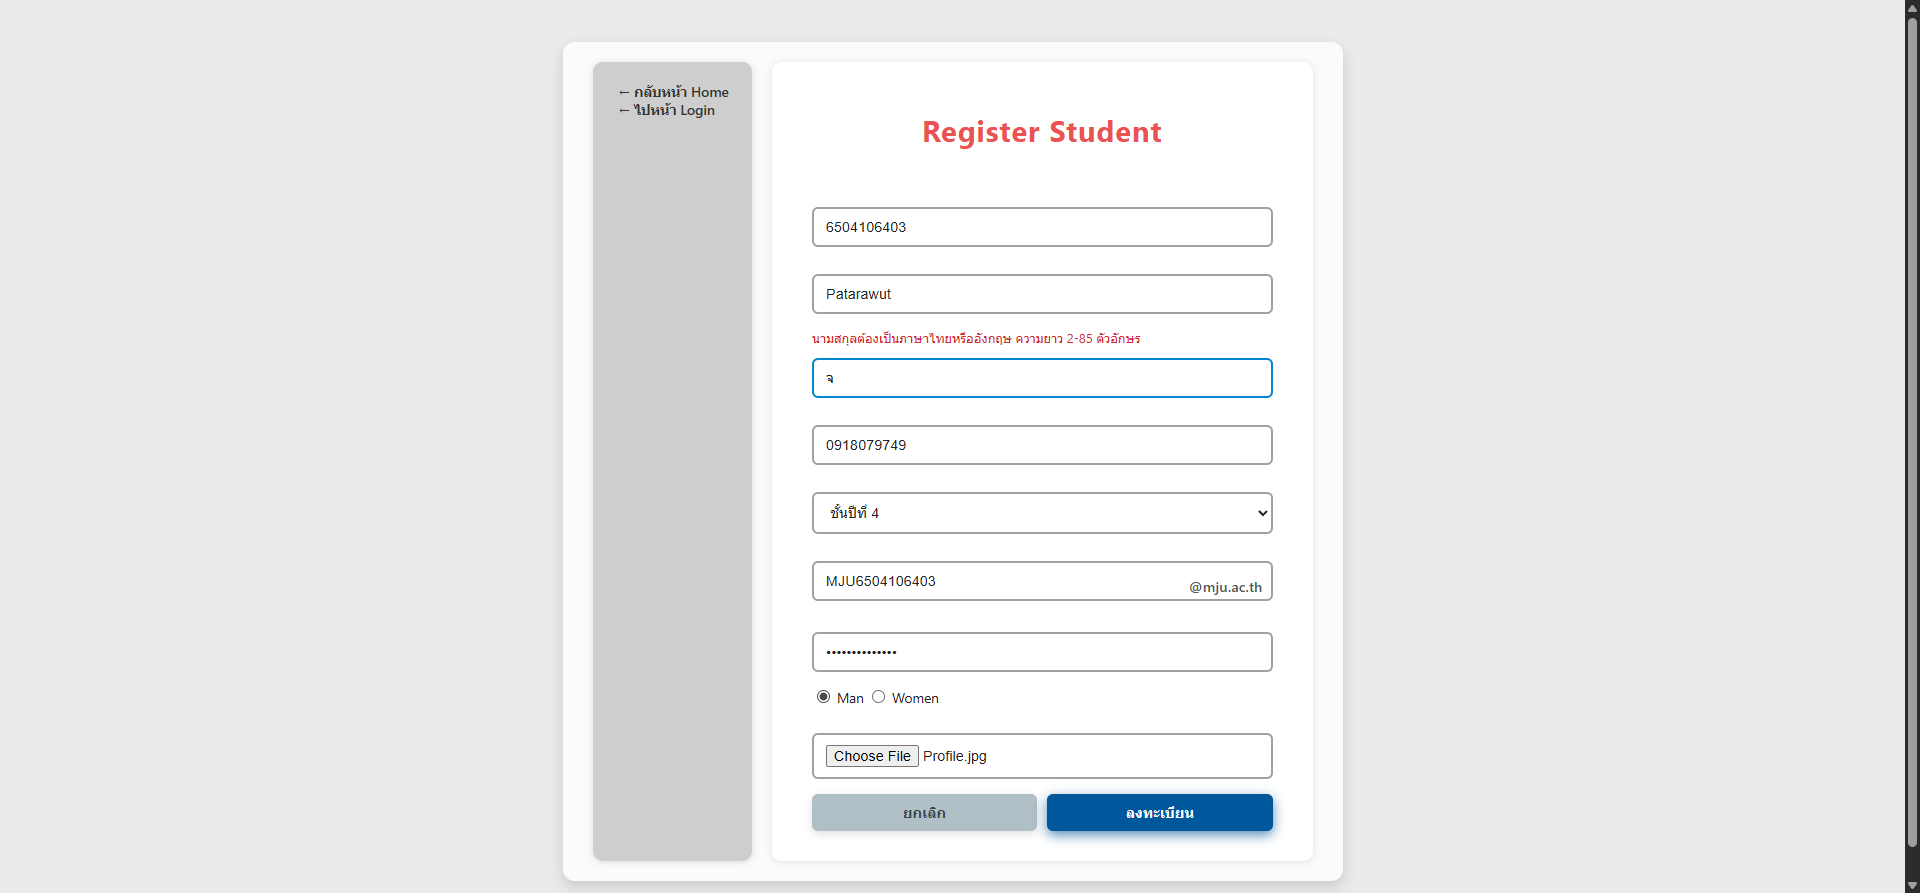 ← กลับหน้า Home
← ไปหน้า Login
Register Student
6504106403
Patarawut
นามสกุลต้องเป็นภาษาไทยหรืออังกฤษ ความยาว 2-85 ตัวอักษร
จ
0918079749
ชั้นปีที่ 4
MJU6504106403 @mju.ac.th
••••••••••••••
Man Women
Choose File Profile.jpg
ยกเลิก ลงทะเบียน